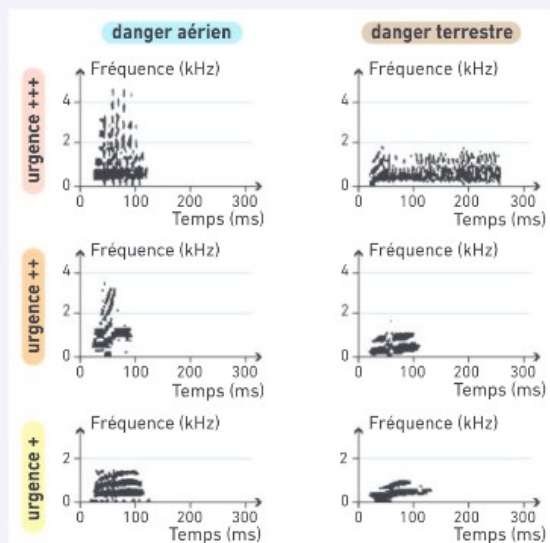 danger aérien
danger terrestre
urgence +++
Fréquence (kHz)
4
2
0
0 100 200 300
Temps (ms)
Fréquence (kHz)
4
2
0
0 100 200 300
Temps (ms)
urgence ++
Fréquence (kHz)
4
2
0
0 100 200 300
Temps (ms)
Fréquence (kHz)
4
2
0
0 100 200 300
Temps (ms)
urgence +
Fréquence (kHz)
2
0
0 100 200 300
Temps (ms)
Fréquence (kHz)
2
0
0 100 200 300
Temps (ms)